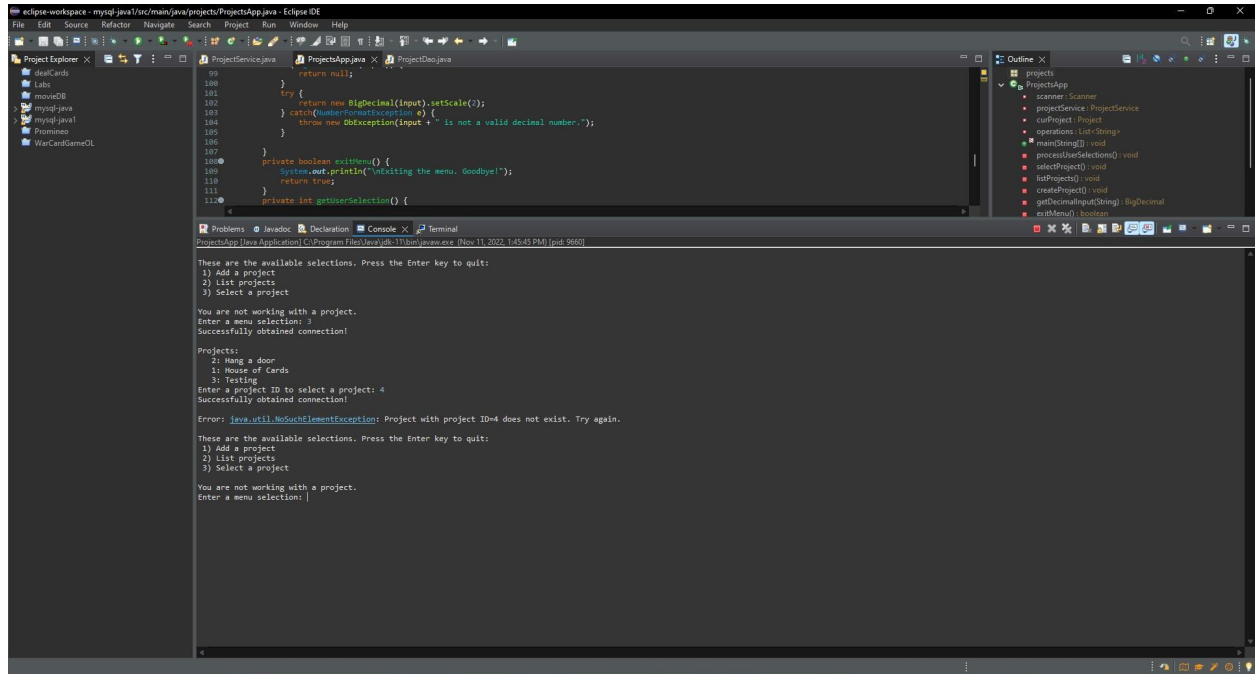 eclipse-workspace - mysql-java1/src/main/java/projects/ProjectsApp.java - Eclipse IDE
File Edit Source Refactor Navigate Search Project Run Window Help
Project Explorer
dealCards
Labs
movieDB
mysql-java
mysql-java1
Promineo
WarCardGameOL
ProjectService.java ProjectsApp.java ProjectDao.java
99 return null;
100 }
101 try {
102 return new BigDecimal(input).setScale(2);
103 } catch(NumberFormatException e) {
104 throw new DbException(input + " is not a valid decimal number.");
105 }
106
107 }
108 private boolean exitMenu() {
109 System.out.println("\nExiting the menu. Goodbye!");
110 return true;
111 }
112 private int getUserSelection() {
Outline
projects
ProjectsApp
scanner : Scanner
projectService : ProjectService
curProject : Project
operations : List<String>
main(String[]) : void
processUserSelections() : void
selectProject() : void
listProjects() : void
createProject() : void
getDecimalInput(String) : BigDecimal
exitMenu() : boolean
Problems Javadoc Declaration Console Terminal
ProjectsApp [Java Application] C:\Program Files\Java\jdk-11\bin\javaw.exe (Nov 11, 2022, 1:45:45 PM) [pid: 9660]
These are the available selections. Press the Enter key to quit:
1) Add a project
2) List projects
3) Select a project
You are not working with a project.
Enter a menu selection: 3
Successfully obtained connection!
Projects:
2: Hang a door
1: House of Cards
3: Testing
Enter a project ID to select a project: 4
Successfully obtained connection!
Error: java.util.NoSuchElementException: Project with project ID=4 does not exist. Try again.
These are the available selections. Press the Enter key to quit:
1) Add a project
2) List projects
3) Select a project
You are not working with a project.
Enter a menu selection: